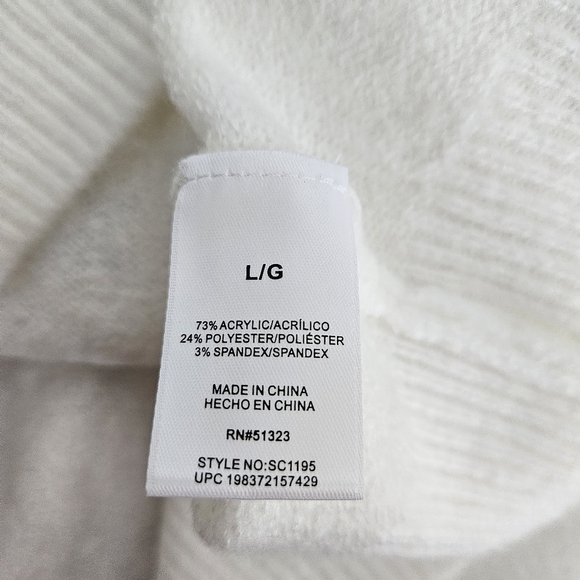 L/G
73% ACRYLIC/ACRÍLICO
24% POLYESTER/POLIÉSTER
3% SPANDEX/SPANDEX
MADE IN CHINA
HECHO EN CHINA
RN#51323
STYLE NO:SC1195
UPC 198372157429